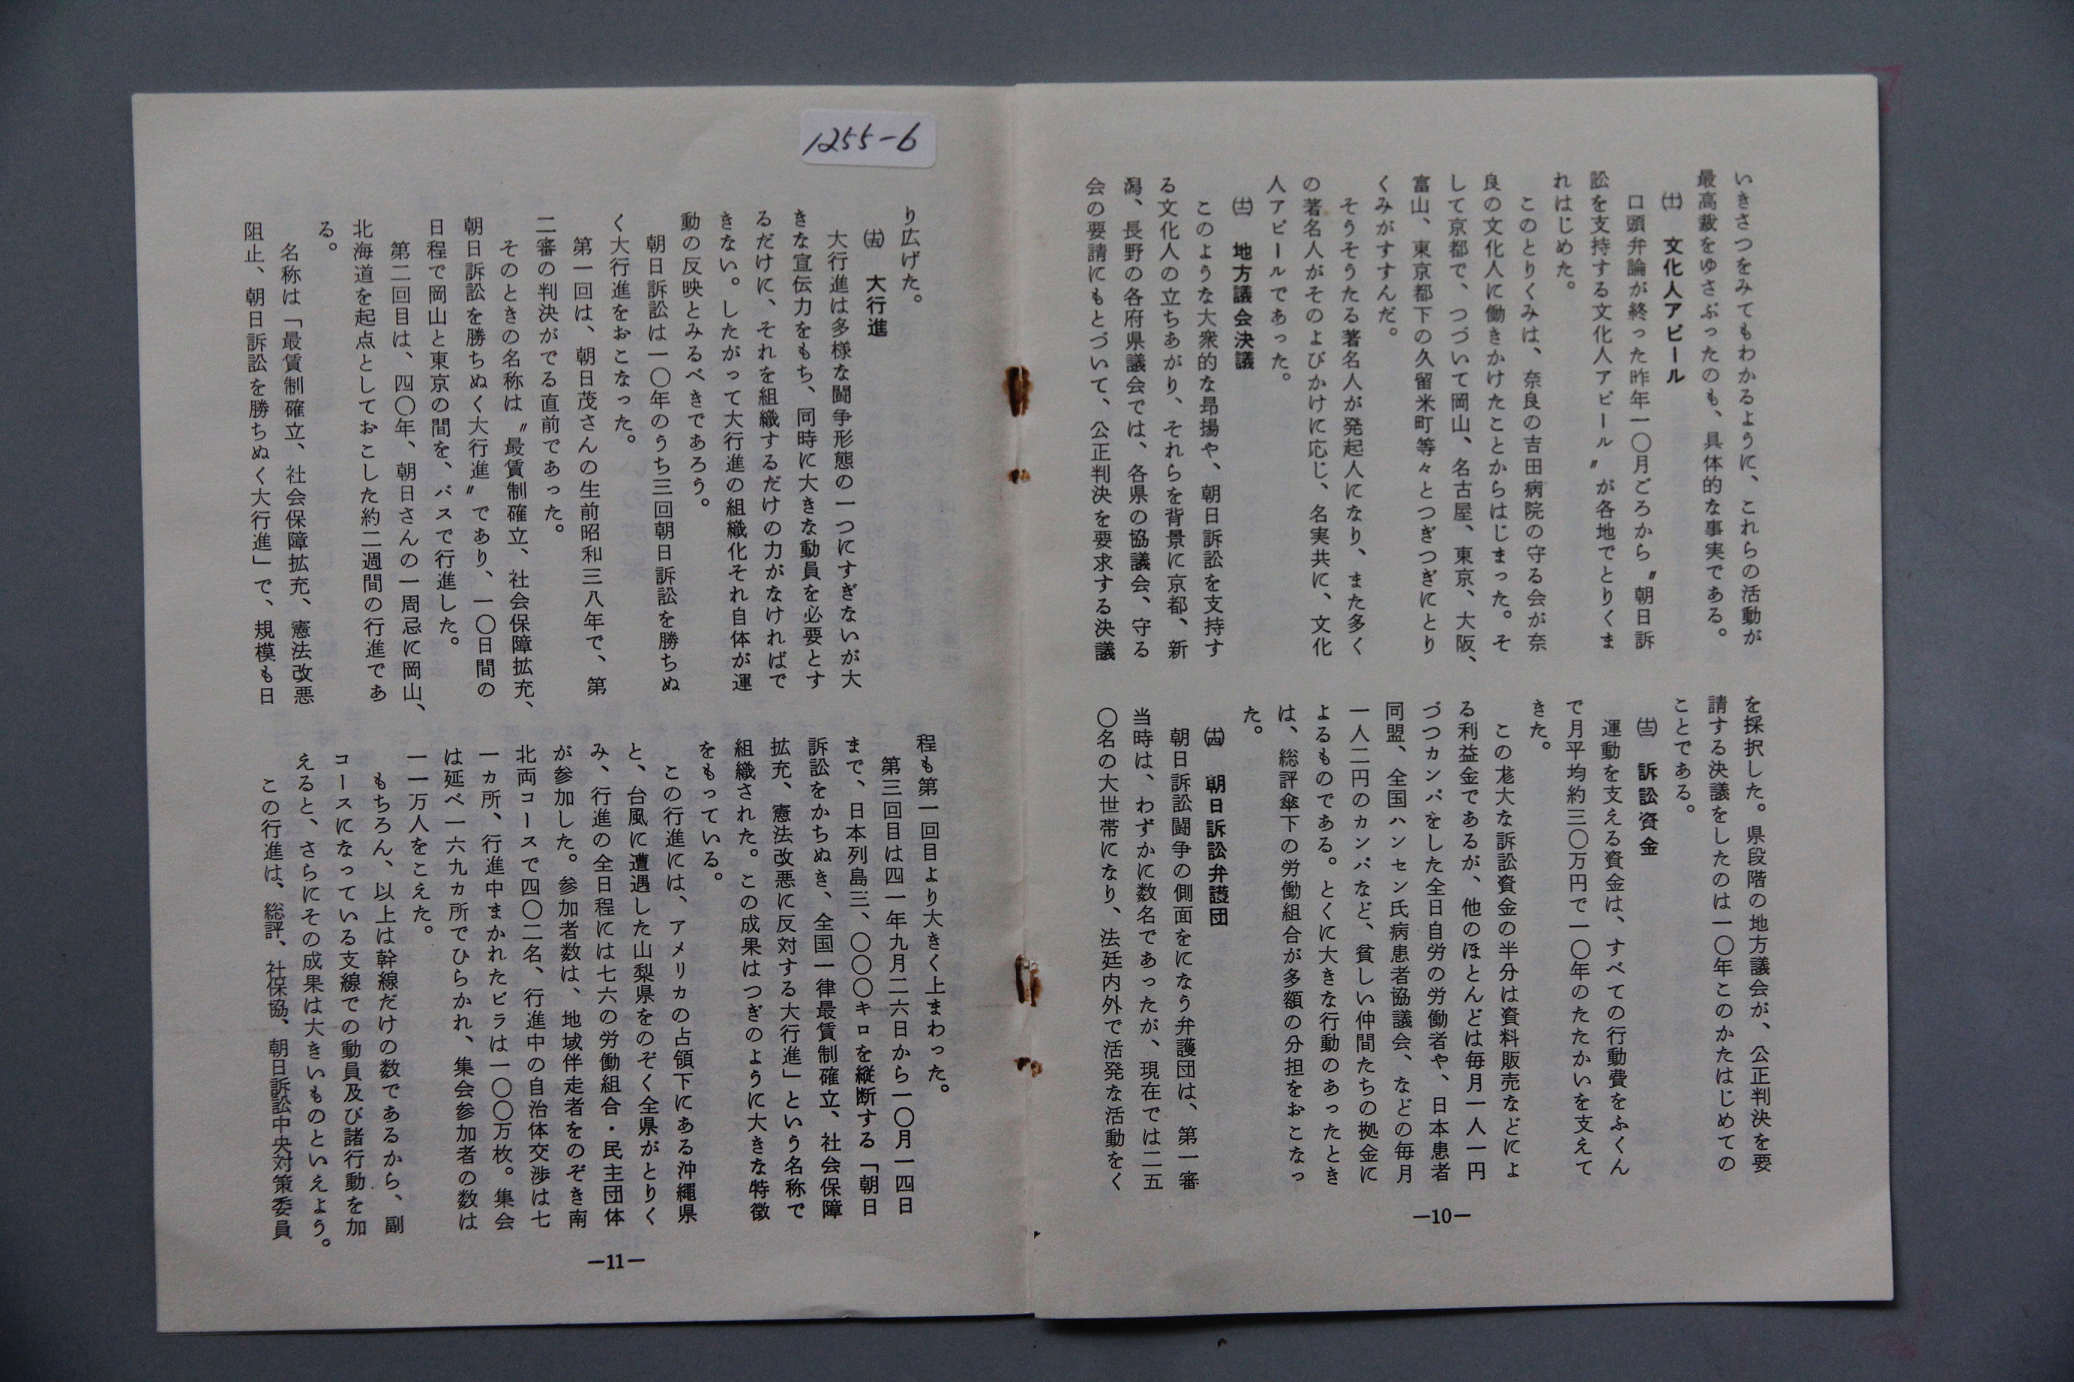 いきさつをみてもわかるように、これらの活動が
最高裁をゆさぶったのも、具体的な事実である。
㈩ 文化人アピール
口頭弁論が終った昨年一〇月ごろから〝朝日訴
訟を支持する文化人アピール〟が各地でとりくま
れはじめた。
このとりくみは、奈良の吉田病院の守る会が奈
良の文化人に働きかけたことからはじまった。そ
して京都で、つづいて岡山、名古屋、東京、大阪、
富山、東京都下の久留米町等々とつぎつぎにとり
くみがすすんだ。
そうそうたる著名人が発起人になり、また多く
の著名人がそのよびかけに応じ、名実共に、文化
人アピールであった。
地方議会決議
このような大衆的な昂揚や、朝日訴訟を支持す
る文化人の立ちあがり、それらを背景に京都、新
潟、長野の各府県議会では、各県の協議会、守る
会の要請にもとづいて、公正判決を要求する決議
を採択した。県段階の地方議会が、公正判決を要
請する決議をしたのは一〇年このかたはじめての
ことである。
訴訟資金
運動を支える資金は、すべての行動費をふくん
で月平均約三〇万円で一〇年のたたかいを支えて
きた。
この尨大な訴訟資金の半分は資料販売などによ
る利益金であるが、他のほとんどは毎月一人一円
づつカンパをした全日自労の労働者や、日本患者
同盟、全国ハンセン氏病患者協議会、などの毎月
一人二円のカンパなど、貧しい仲間たちの拠金に
よるものである。とくに大きな行動のあったとき
は、総評傘下の労働組合が多額の分担をおこなっ
た。
朝日訴訟弁護団
朝日訴訟闘争の側面をになう弁護団は、第一審
当時は、わずかに数名であったが、現在では二五
〇名の大世帯になり、法廷内外で活発な活動をく
—10—
1255-6
り広げた。
大行進
大行進は多様な闘争形態の一つにすぎないが大
きな宣伝力をもち、同時に大きな動員を必要とす
るだけに、それを組織するだけの力がなければで
きない。したがって大行進の組織化それ自体が運
動の反映とみるべきであろう。
朝日訴訟は一〇年のうち三回朝日訴訟を勝ちぬ
く大行進をおこなった。
第一回は、朝日茂さんの生前昭和三八年で、第
二審の判決がでる直前であった。
そのときの名称は〝最賃制確立、社会保障拡充、
朝日訴訟を勝ちぬく大行進〟であり、一〇日間の
日程で岡山と東京の間を、バスで行進した。
第二回目は、四〇年、朝日さんの一周忌に岡山、
北海道を起点としておこした約二週間の行進であ
る。
名称は「最賃制確立、社会保障拡充、憲法改悪
阻止、朝日訴訟を勝ちぬく大行進」で、規模も日
程も第一回目より大きく上まわった。
第三回目は四一年九月二六日から一〇月一四日
まで、日本列島三、〇〇〇キロを縦断する「朝日
訴訟をかちぬき、全国一律最賃制確立、社会保障
拡充、憲法改悪に反対する大行進」という名称で
組織された。この成果はつぎのように大きな特徴
をもっている。
この行進には、アメリカの占領下にある沖縄県
と、台風に遭遇した山梨県をのぞく全県がとりく
み、行進の全日程には七六の労働組合・民主団体
が参加した。参加者数は、地域伴走者をのぞき南
北両コースで四〇二名、行進中の自治体交渉は七
一カ所、行進中まかれたビラは一〇〇万枚。集会
は延べ一六九カ所でひらかれ、集会参加者の数は
一一万人をこえた。
もちろん、以上は幹線だけの数であるから、副
コースになっている支線での動員及び諸行動を加
えると、さらにその成果は大きいものといえよう。
この行進は、総評、社保協、朝日訴訟中央対策委員
—11—